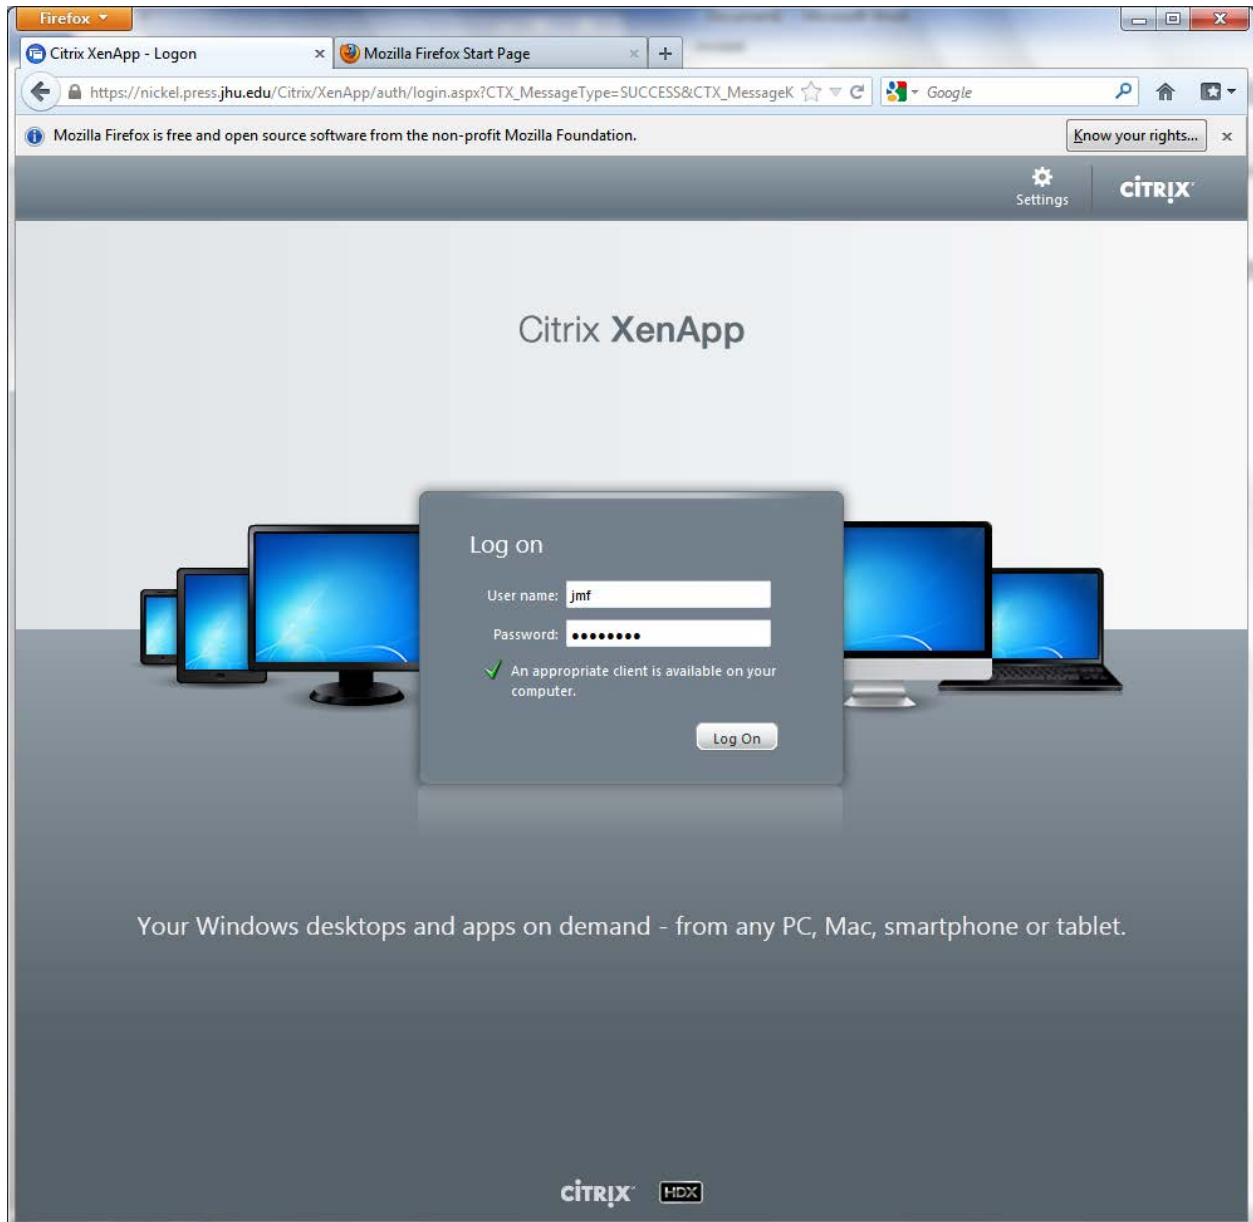 Firefox
Citrix XenApp - Logon
Mozilla Firefox Start Page
https://nickel.press.jhu.edu/Citrix/XenApp/auth/login.aspx?CTX_MessageType=SUCCESS&CTX_MessageK
Google
Mozilla Firefox is free and open source software from the non-profit Mozilla Foundation.
Know your rights...
Settings
CITRIX
Citrix XenApp
Log on
User name: jmf
Password: ••••••••
An appropriate client is available on your
computer.
Log On
Your Windows desktops and apps on demand - from any PC, Mac, smartphone or tablet.
CITRIX HDX